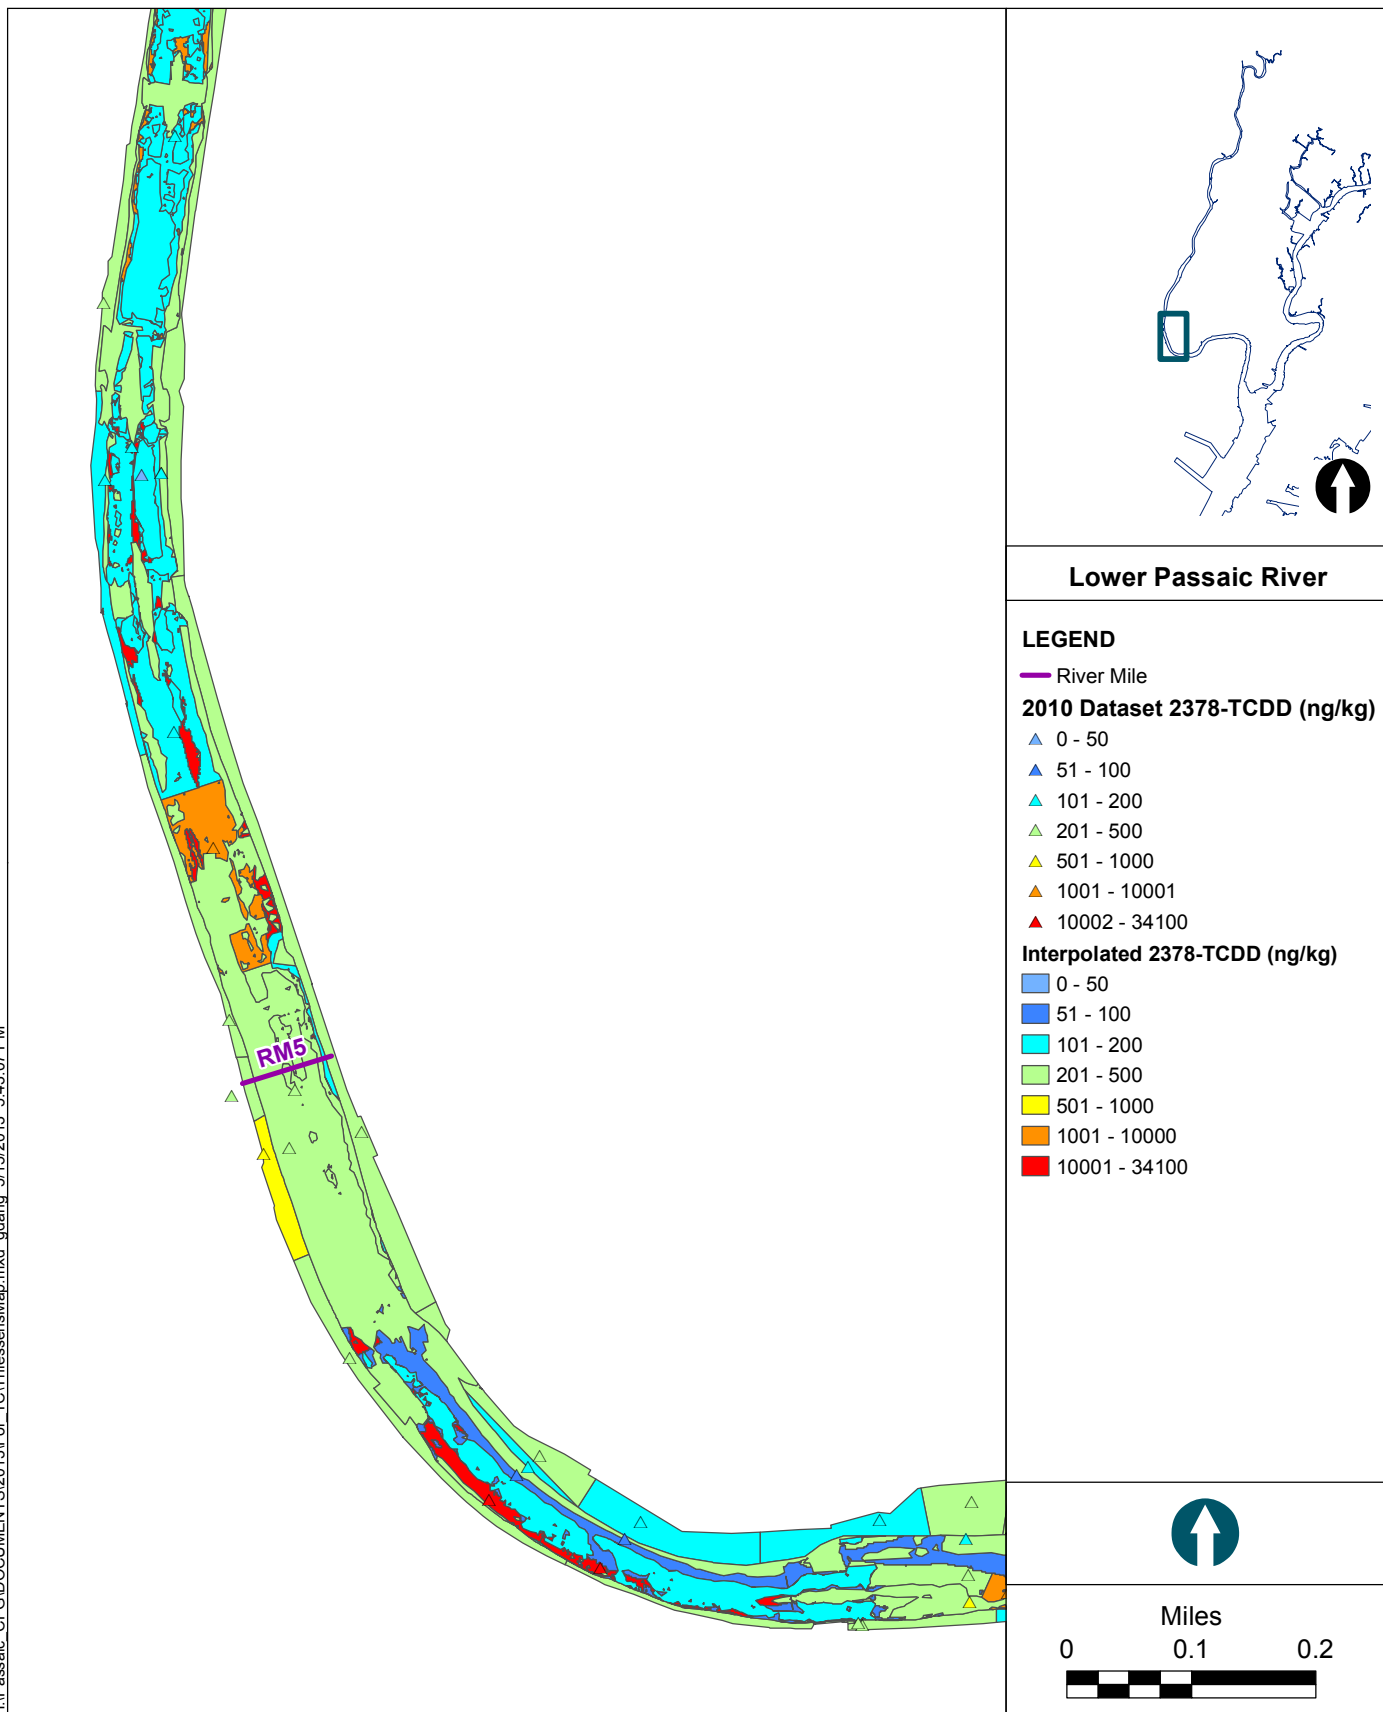 RM5
Lower Passaic River
LEGEND
River Mile
2010 Dataset 2378-TCDD (ng/kg)
0 - 50
51 - 100
101 - 200
201 - 500
501 - 1000
1001 - 10001
10002 - 34100
Interpolated 2378-TCDD (ng/kg)
0 - 50
51 - 100
101 - 200
201 - 500
501 - 1000
1001 - 10000
10001 - 34100
Miles
0 0.1 0.2